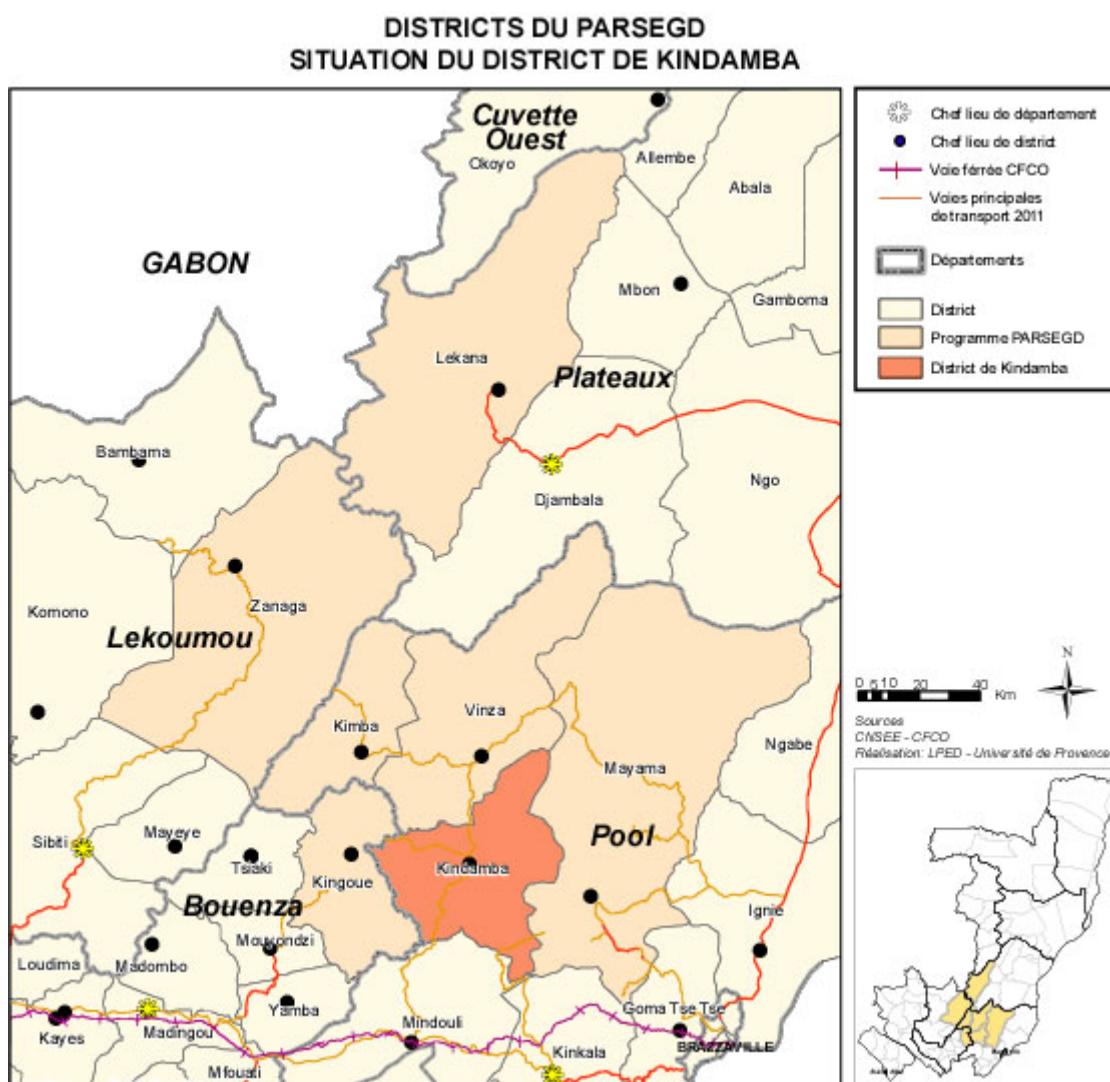 DISTRICTS DU PARSEGD
SITUATION DU DISTRICT DE KINDAMBA
Cuvette
Ouest
Okoyo
Allembe
Abala
GABON
Mbon
Gamboma
Lekana
Plateaux
Bambama
Ngo
Djambala
Komono
Zanaga
Lekoumou
Vinza
Kimba
Ngabe
Mayama
Sibiti
Mayeye
Tsiaki
Pool
Kingoue
Kindamba
Bouenza
Ignie
Mouyondzi
Loudima
Madombo
Yamba
Goma Tse Tse
Kayes
Madingou
Mindouli
BRAZZAVILLE
Kinkala
Mfouati
Chef lieu de département
Chef lieu de district
Voie férrée CFCO
Voies principales
de transport 2011
Départements
District
Programme PARSEGD
District de Kindamba
N
0 5 10 20 40
Km
Sources
CNSEE - CFCO
Réalisation: LPED - Université de Provence